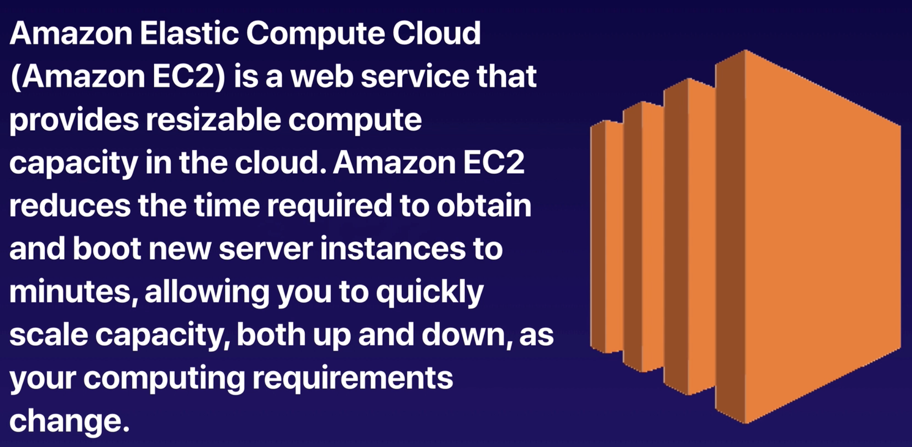 Amazon Elastic Compute Cloud
(Amazon EC2) is a web service that
provides resizable compute
capacity in the cloud. Amazon EC2
reduces the time required to obtain
and boot new server instances to
minutes, allowing you to quickly
scale capacity, both up and down, as
your computing requirements
change.